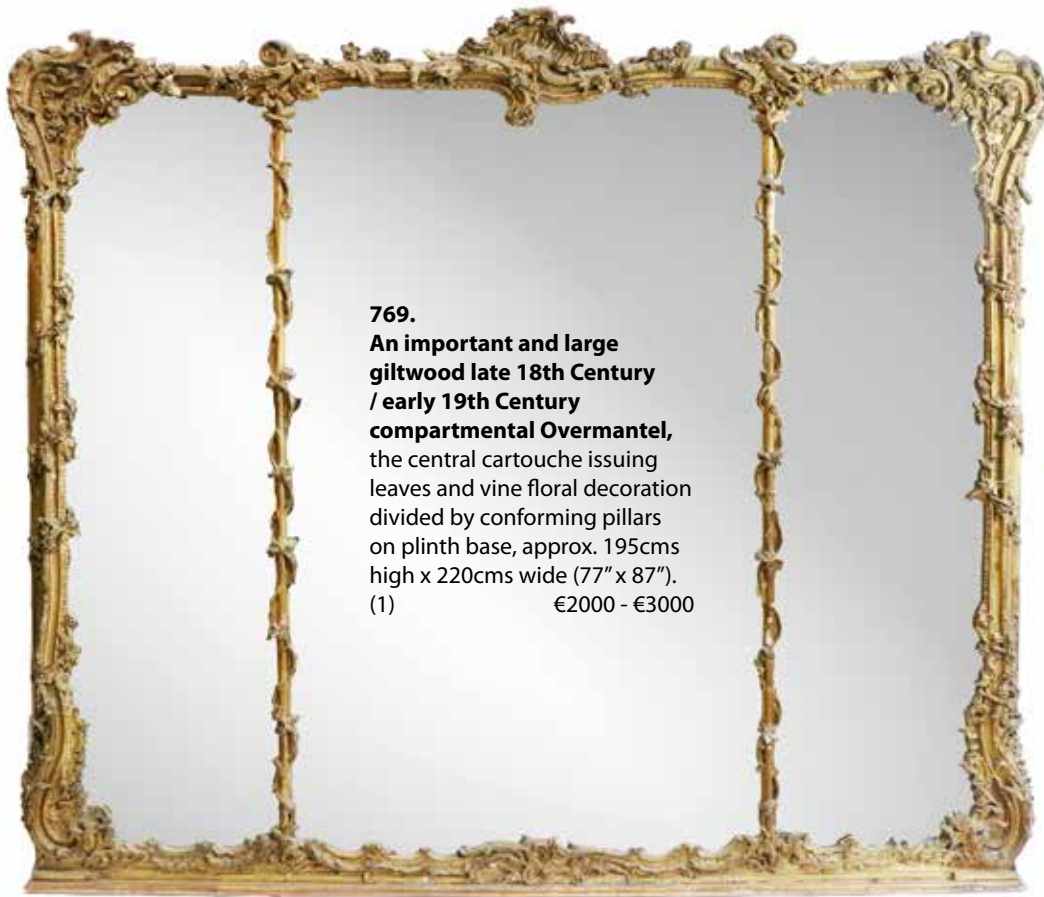 769.
An important and large
giltwood late 18th Century
/ early 19th Century
compartmental Overmantel,
the central cartouche issuing
leaves and vine floral decoration
divided by conforming pillars
on plinth base, approx. 195cms
high x 220cms wide (77” x 87”).
(1) €2000 - €3000